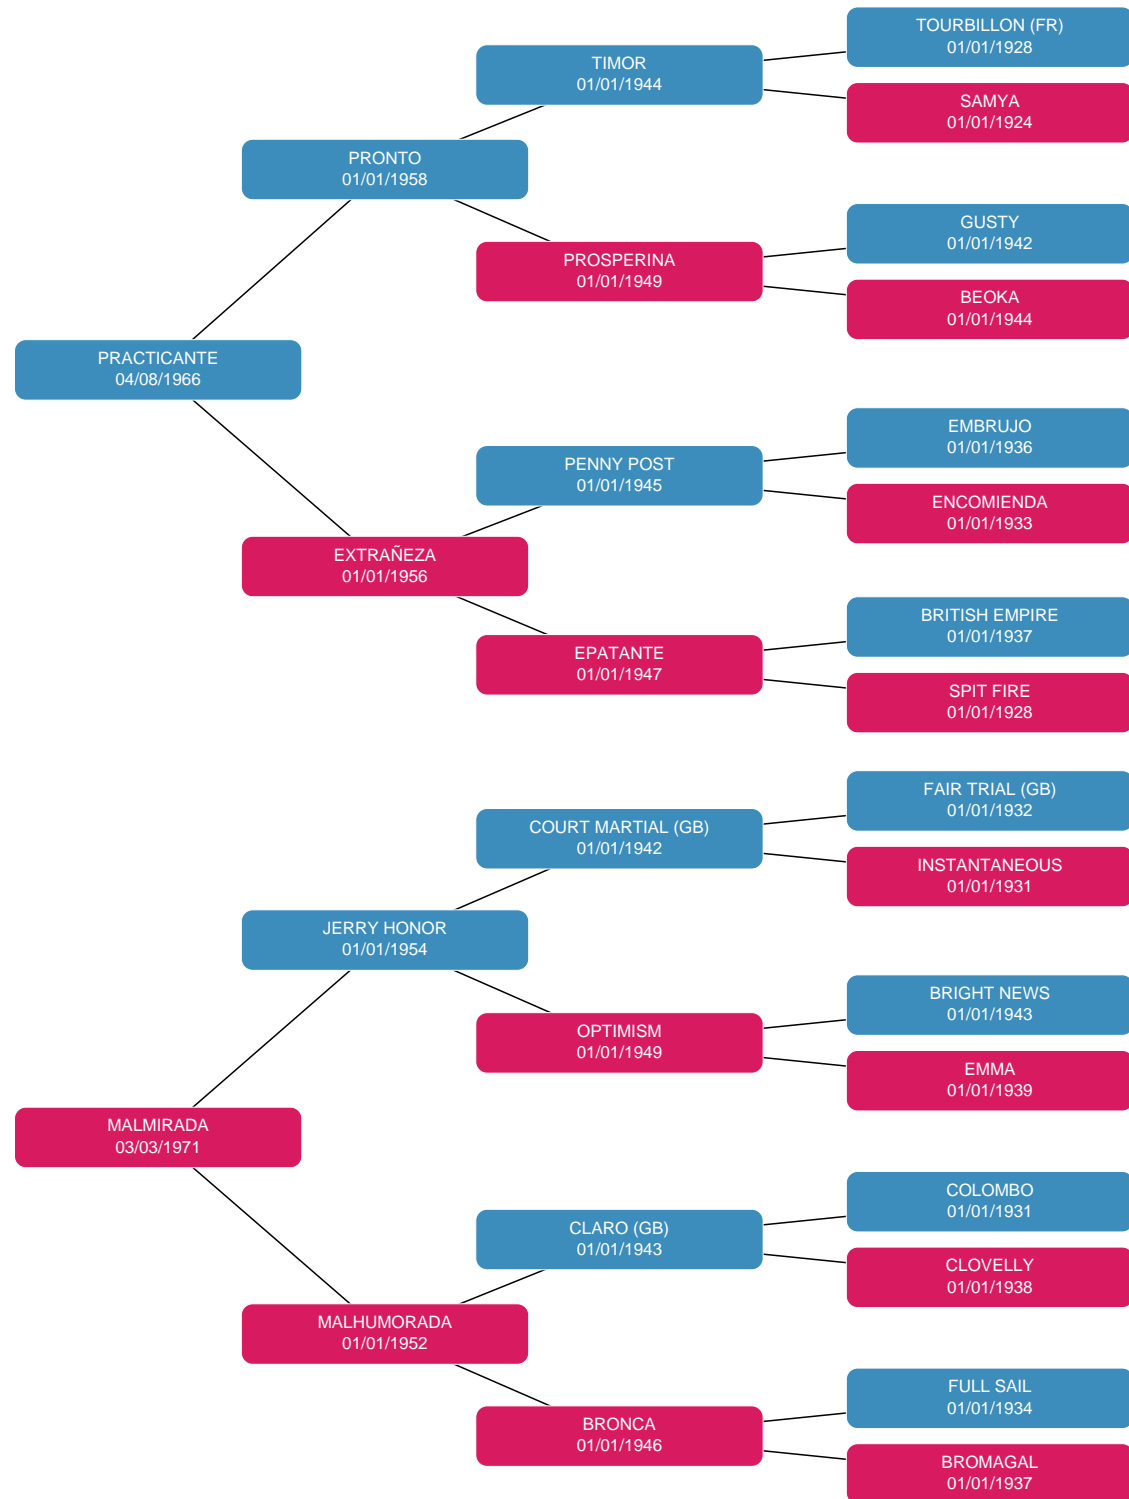 TOURBILLON (FR)
01/01/1928
TIMOR
01/01/1944
SAMYA
01/01/1924
PRONTO
01/01/1958
GUSTY
01/01/1942
PROSPERINA
01/01/1949
BEOKA
01/01/1944
PRACTICANTE
04/08/1966
EMBRUJO
01/01/1936
PENNY POST
01/01/1945
ENCOMIENDA
01/01/1933
EXTRAÑEZA
01/01/1956
BRITISH EMPIRE
01/01/1937
EPATANTE
01/01/1947
SPIT FIRE
01/01/1928
FAIR TRIAL (GB)
01/01/1932
COURT MARTIAL (GB)
01/01/1942
INSTANTANEOUS
01/01/1931
JERRY HONOR
01/01/1954
BRIGHT NEWS
01/01/1943
OPTIMISM
01/01/1949
EMMA
01/01/1939
MALMIRADA
03/03/1971
COLOMBO
01/01/1931
CLARO (GB)
01/01/1943
CLOVELLY
01/01/1938
MALHUMORADA
01/01/1952
FULL SAIL
01/01/1934
BRONCA
01/01/1946
BROMAGAL
01/01/1937